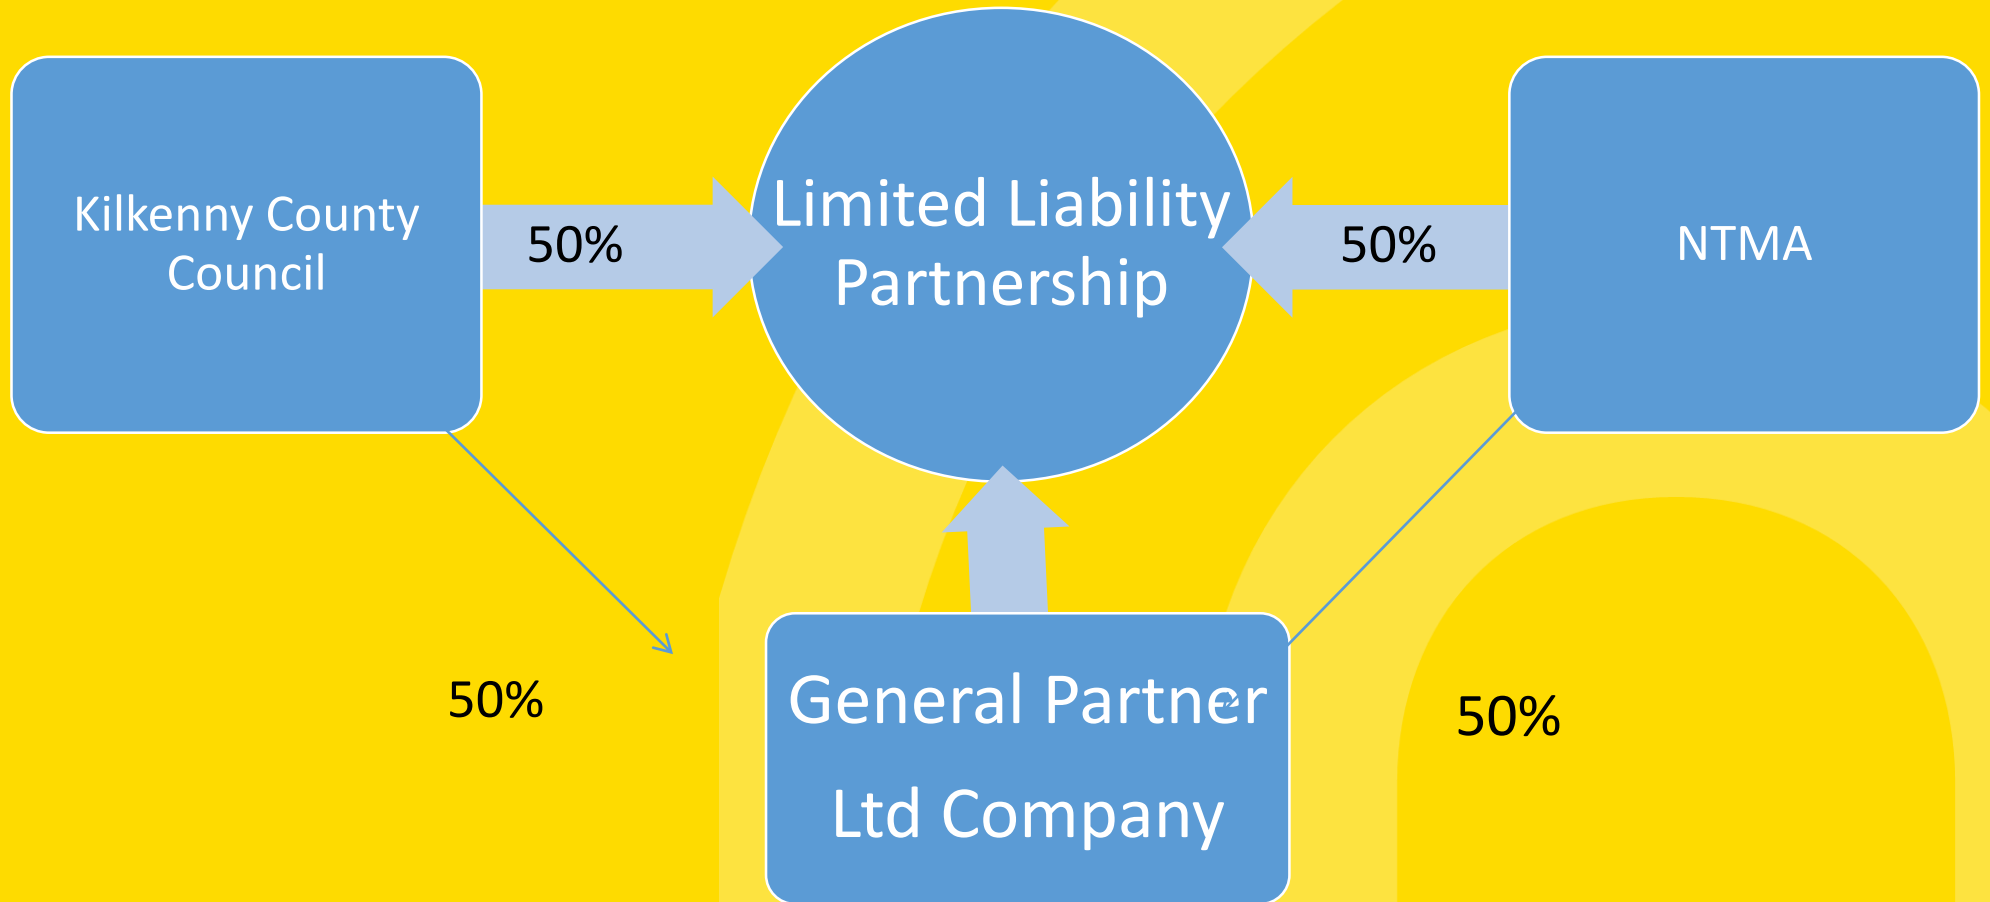 Kilkenny County
Council
50%
Limited Liability
Partnership
50%
NTMA
50%
General Partner
Ltd Company
50%